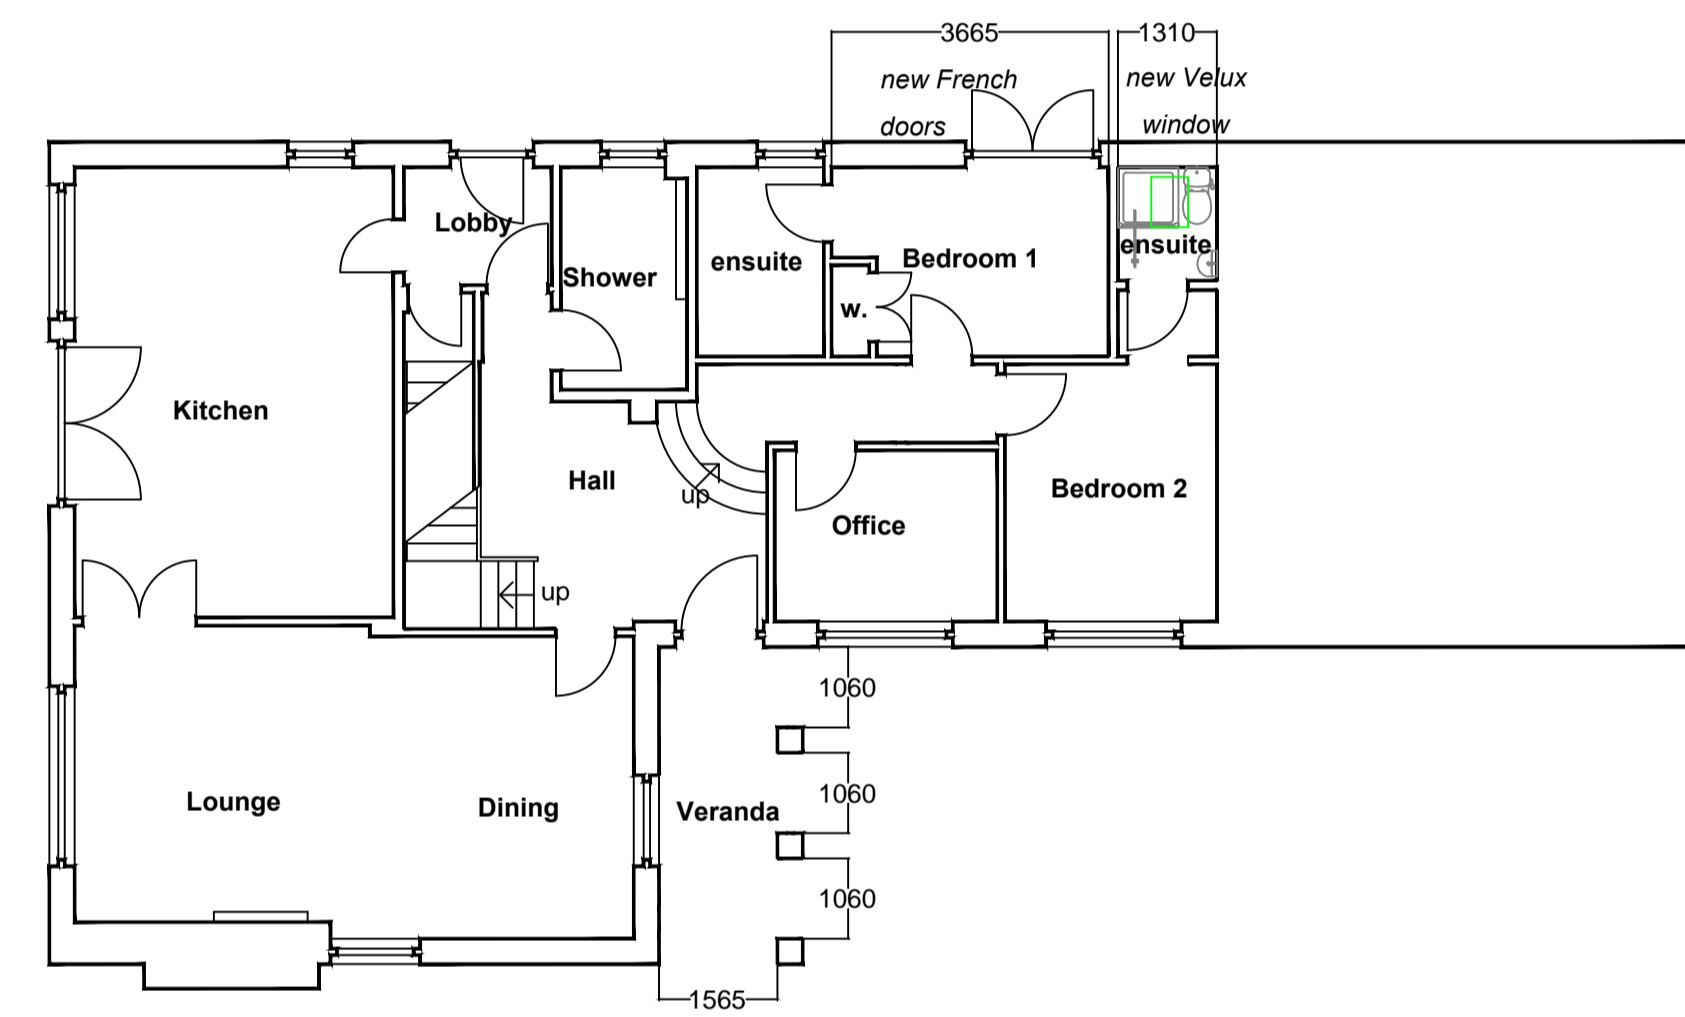 3665
1310
new French
doors
new Velux
window
Lobby
Shower
ensuite
Bedroom 1
ensuite
w.
Kitchen
Hall
up
Office
Bedroom 2
up
1060
Lounge
Dining
Veranda
1060
1060
1565